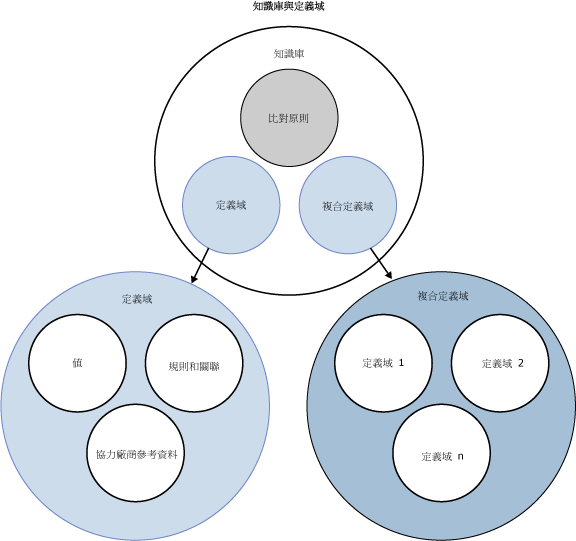 知識庫與定義域
知識庫
比對原則
定義域
複合定義域
定義域
值
規則和關聯
協力廠商參考資料
複合定義域
定義域 1
定義域 2
定義域 n